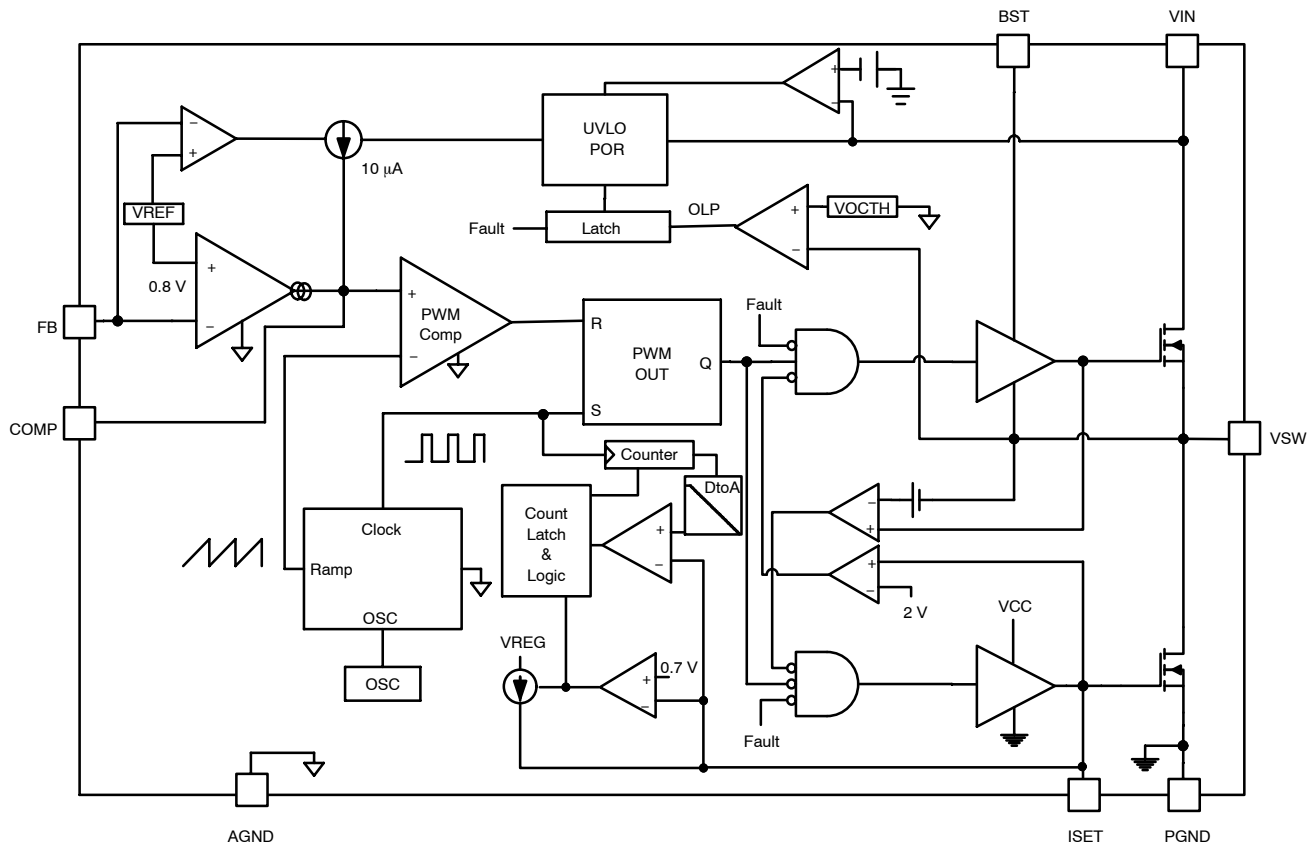 BST
VIN
+
−
UVLO
POR
−
+
10 μA
VREF
OLP
+
VOCTH
−
Fault
Latch
0.8 V
+
−
FB
+
PWM
Comp
−
R
PWM
OUT
Q
S
Fault
COMP
VSW
Counter
DtoA
Count
Latch
&
Logic
+
−
−
+
+
−
2 V
Clock
Ramp
OSC
OSC
VREG
0.7 V
+
−
VCC
Fault
AGND
ISET
PGND